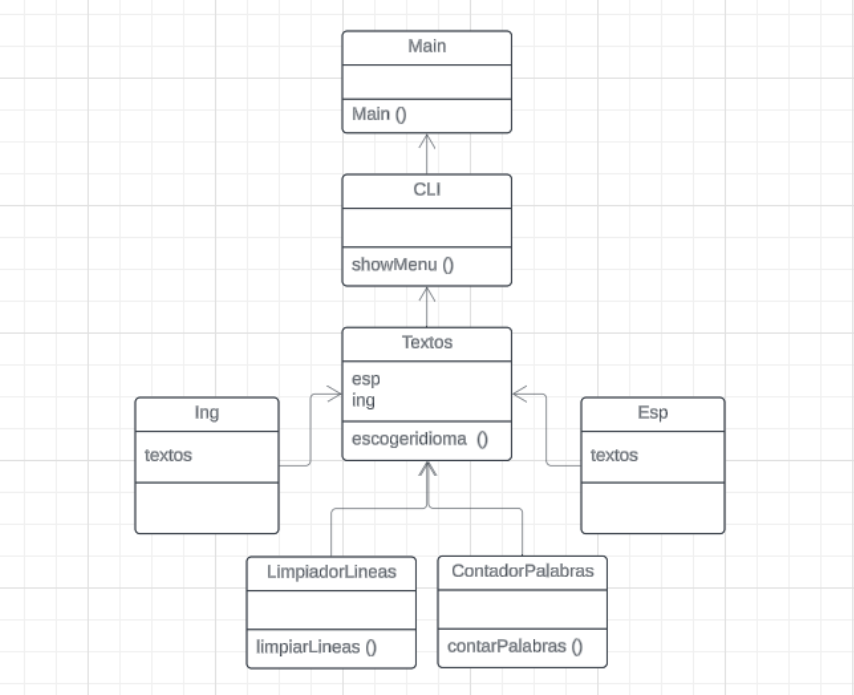 Main
Main ()
CLI
showMenu ()
Textos
esp
ing
escogeridioma ()
Ing
textos
Esp
textos
LimpiadorLineas
limpiarLineas ()
ContadorPalabras
contarPalabras ()